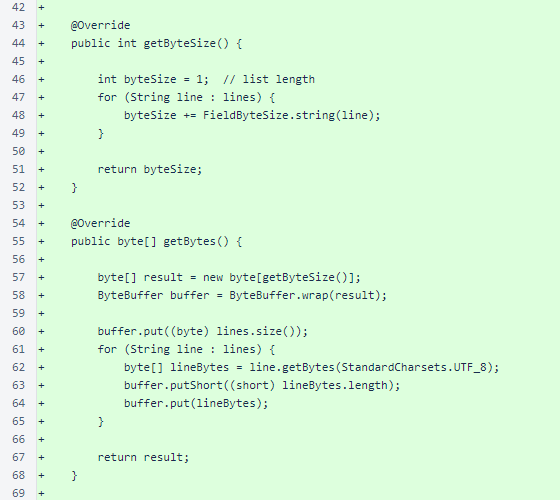 42 +
43 +     @Override
44 +     public int getByteSize() {
45 +
46 +         int byteSize = 1;  // list length
47 +         for (String line : lines) {
48 +             byteSize += FieldByteSize.string(line);
49 +         }
50 +
51 +         return byteSize;
52 +     }
53 +
54 +     @Override
55 +     public byte[] getBytes() {
56 +
57 +         byte[] result = new byte[getByteSize()];
58 +         ByteBuffer buffer = ByteBuffer.wrap(result);
59 +
60 +         buffer.put((byte) lines.size());
61 +         for (String line : lines) {
62 +             byte[] lineBytes = line.getBytes(StandardCharsets.UTF_8);
63 +             buffer.putShort((short) lineBytes.length);
64 +             buffer.put(lineBytes);
65 +         }
66 +
67 +         return result;
68 +     }
69 +